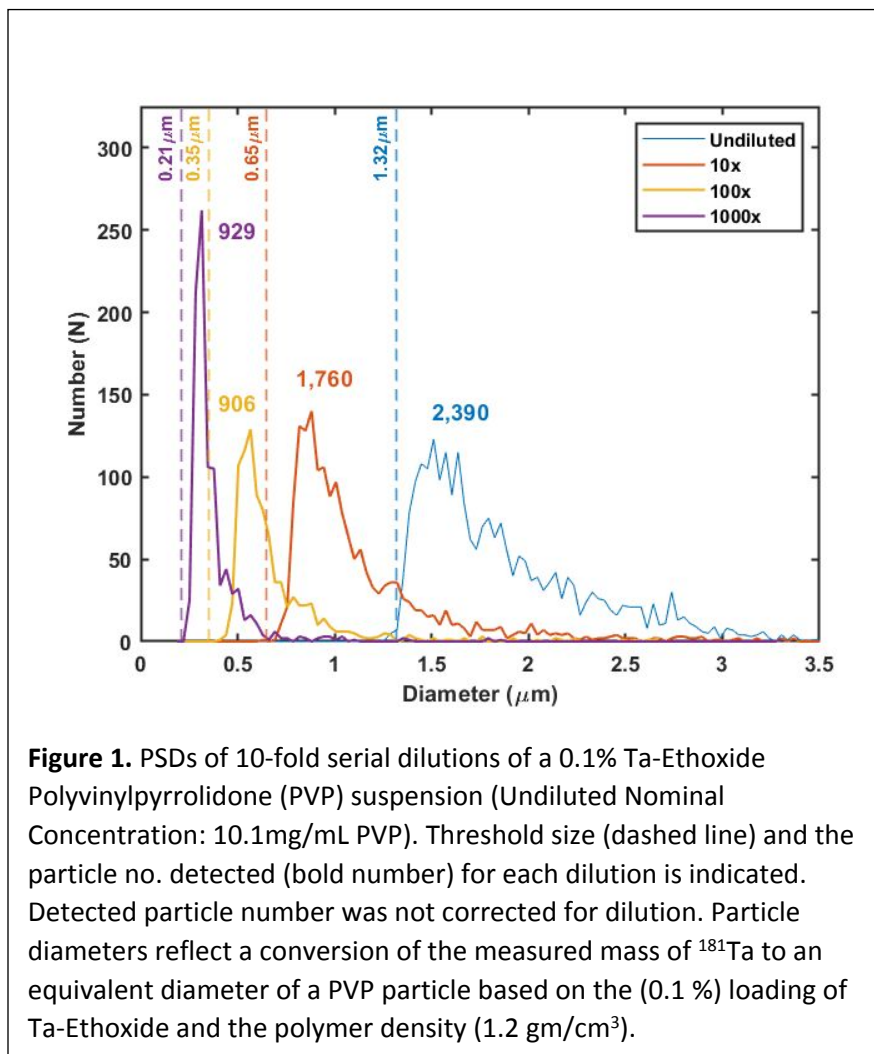 0.21μm
0.35μm
0.65μm
1.32μm
Undiluted
10x
100x
1000x
929
906
1,760
2,390
300
250
200
150
100
50
0
Number (N)
0 0.5 1 1.5 2 2.5 3 3.5
Diameter (μm)
Figure 1. PSDs of 10-fold serial dilutions of a 0.1% Ta-Ethoxide
Polyvinylpyrrolidone (PVP) suspension (Undiluted Nominal
Concentration: 10.1mg/mL PVP). Threshold size (dashed line) and the
particle no. detected (bold number) for each dilution is indicated.
Detected particle number was not corrected for dilution. Particle
diameters reflect a conversion of the measured mass of ¹⁸¹Ta to an
equivalent diameter of a PVP particle based on the (0.1 %) loading of
Ta-Ethoxide and the polymer density (1.2 gm/cm³).